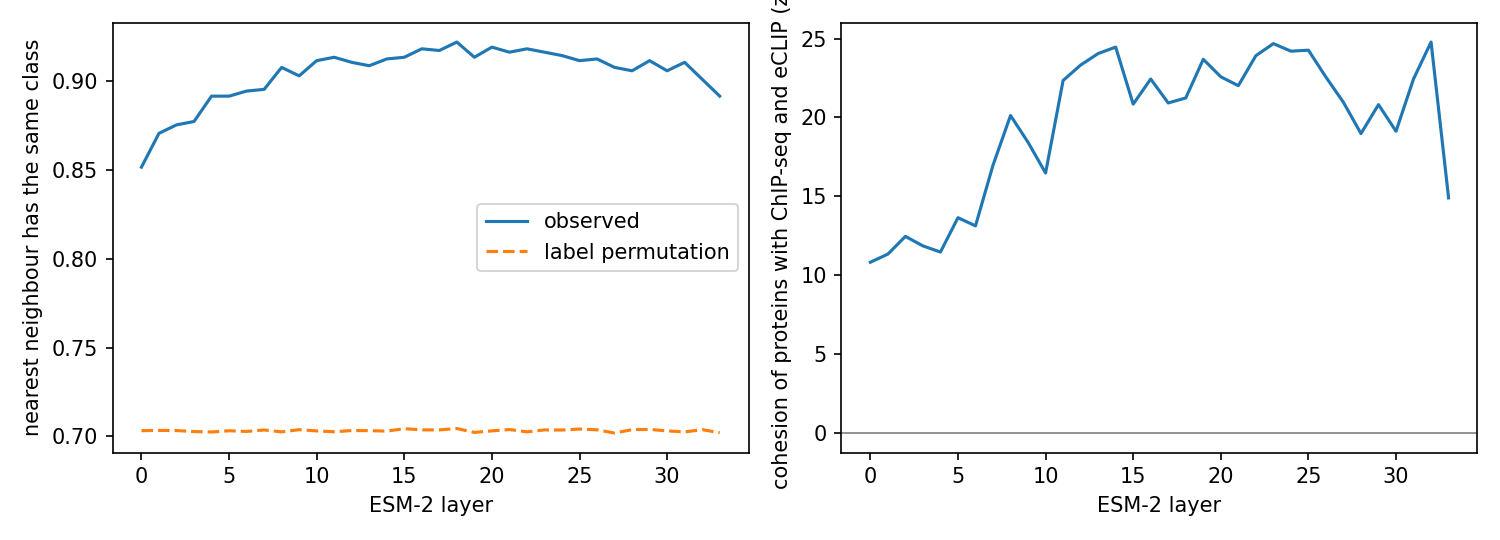 nearest neighbour has the same class
0.90
0.85
0.80
0.75
0.70
observed
label permutation
0 5 10 15 20 25 30
ESM-2 layer
cohesion of proteins with ChIP-seq and eCLIP (z
25
20
15
10
5
0
0 5 10 15 20 25 30
ESM-2 layer